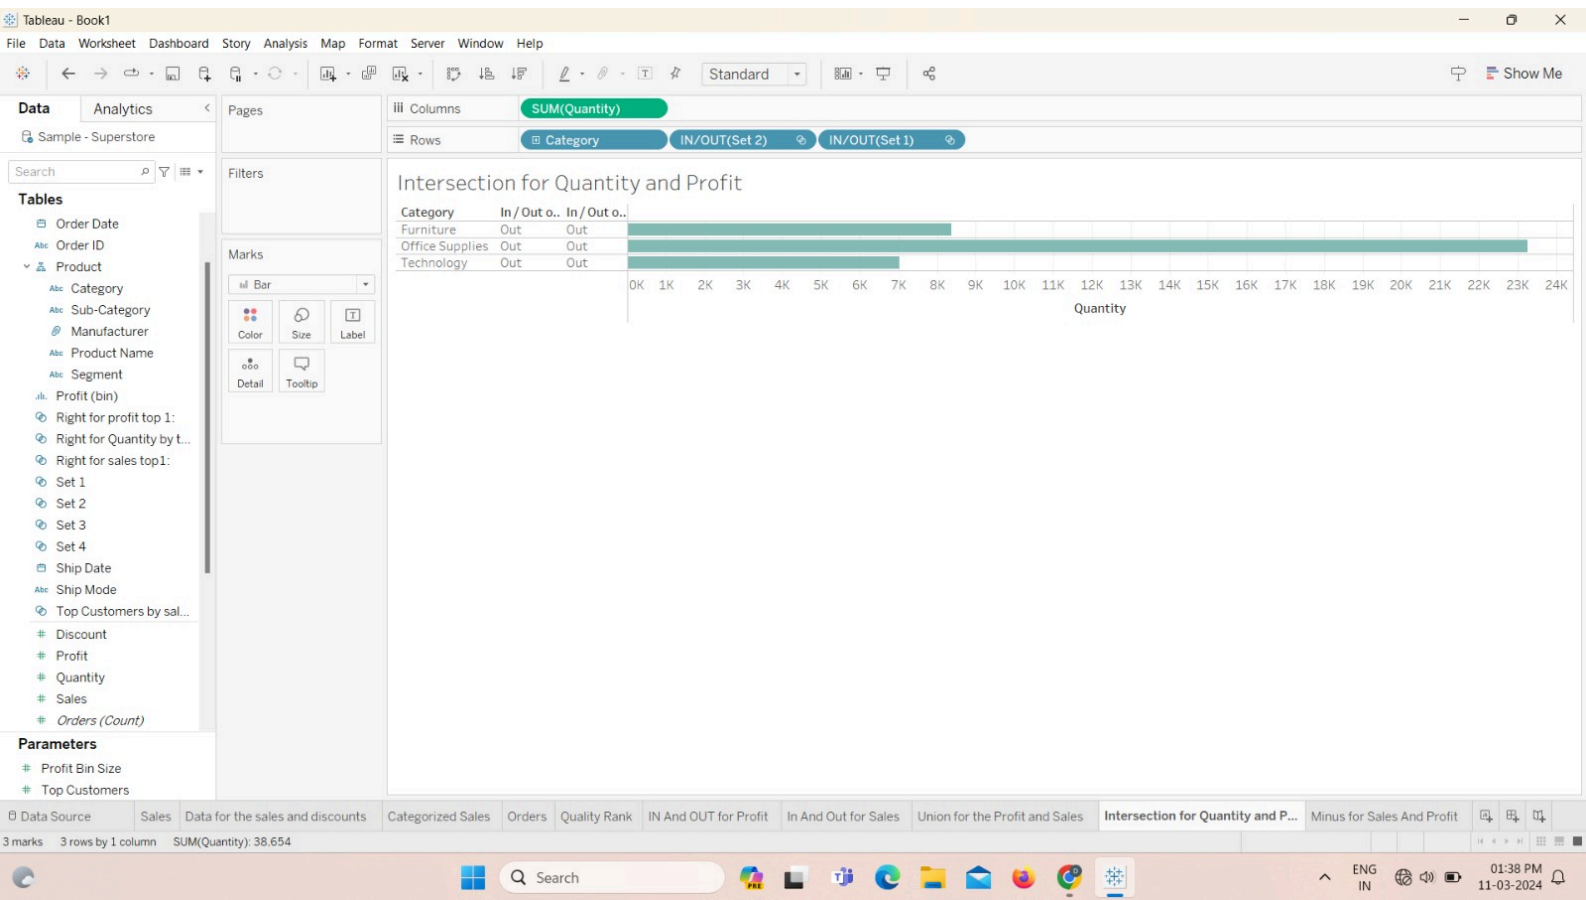 Tableau - Book1
File Data Worksheet Dashboard Story Analysis Map Format Server Window Help
Standard
Show Me
Data Analytics
Sample - Superstore
Search
Tables
Order Date
Abc Order ID
Product
Abc Category
Abc Sub-Category
Manufacturer
Abc Product Name
Abc Segment
Profit (bin)
Right for profit top 1:
Right for Quantity by t...
Right for sales top1:
Set 1
Set 2
Set 3
Set 4
Ship Date
Abc Ship Mode
Top Customers by sal...
# Discount
# Profit
# Quantity
# Sales
# Orders (Count)
Parameters
# Profit Bin Size
# Top Customers
Pages
Filters
Marks
Bar
Color Size Label
Detail Tooltip
Columns SUM(Quantity)
Rows Category IN/OUT(Set 2) IN/OUT(Set 1)
Intersection for Quantity and Profit
Category In / Out o.. In / Out o..
Furniture Out Out
Office Supplies Out Out
Technology Out Out
0K 1K 2K 3K 4K 5K 6K 7K 8K 9K 10K 11K 12K 13K 14K 15K 16K 17K 18K 19K 20K 21K 22K 23K 24K
Quantity
Data Source Sales Data for the sales and discounts Categorized Sales Orders Quality Rank IN And OUT for Profit In And Out for Sales Union for the Profit and Sales Intersection for Quantity and P... Minus for Sales And Profit
3 marks 3 rows by 1 column SUM(Quantity): 38,654
Search
PRE
ENG
IN
01:38 PM
11-03-2024